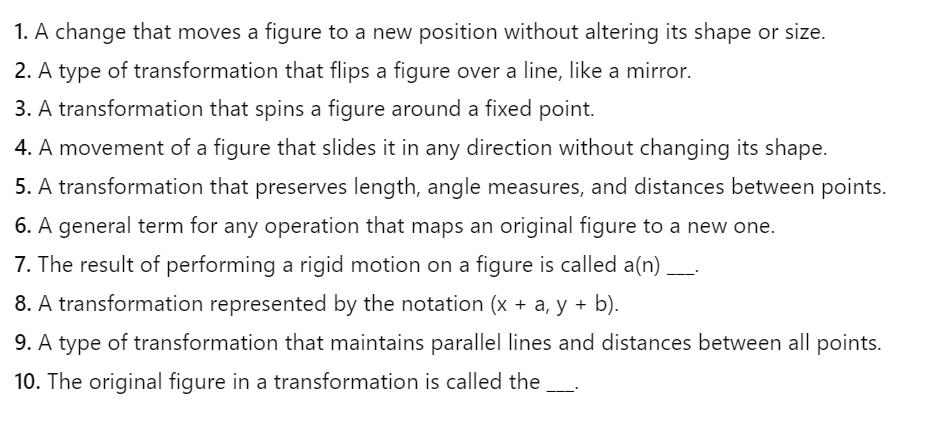 1. A change that moves a figure to a new position without altering its shape or size.
2. A type of transformation that flips a figure over a line, like a mirror.
3. A transformation that spins a figure around a fixed point.
4. A movement of a figure that slides it in any direction without changing its shape.
5. A transformation that preserves length, angle measures, and distances between points.
6. A general term for any operation that maps an original figure to a new one.
7. The result of performing a rigid motion on a figure is called a(n) ___.
8. A transformation represented by the notation (x + a, y + b).
9. A type of transformation that maintains parallel lines and distances between all points.
10. The original figure in a transformation is called the ___.